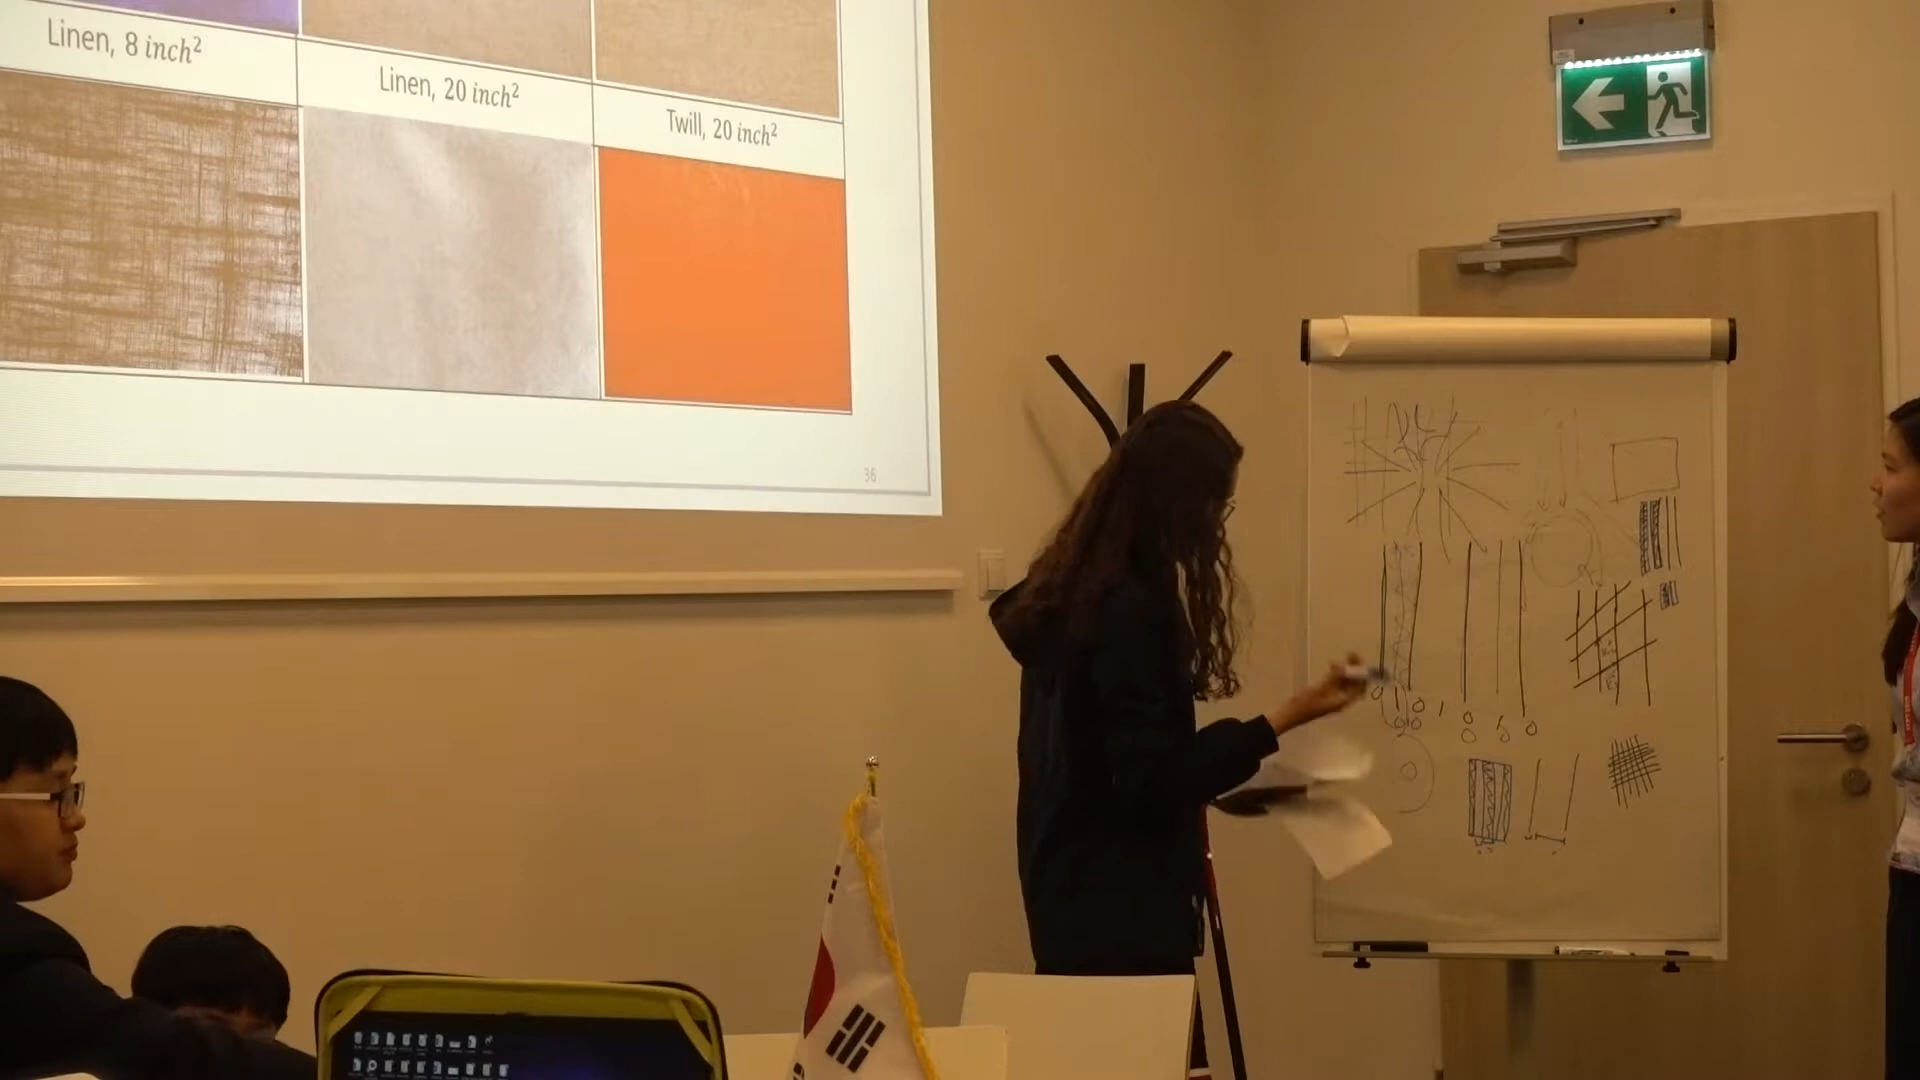 Linen, 8 inch²
Linen, 20 inch²
Twill, 20 inch²
36